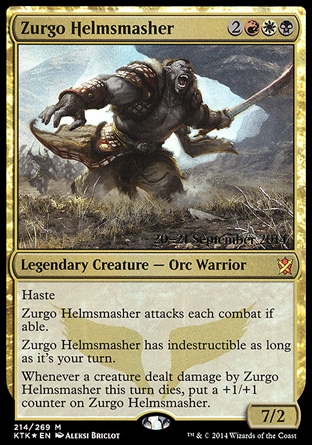 Zurgo Helmsmasher 2
20–21 September 2014
Legendary Creature — Orc Warrior
Haste
Zurgo Helmsmasher attacks each combat if
able.
Zurgo Helmsmasher has indestructible as long
as it's your turn.
Whenever a creature dealt damage by Zurgo
Helmsmasher this turn dies, put a +1/+1
counter on Zurgo Helmsmasher.
7/2
214/269 M
KTK ★ EN Aleksi Briclot
™ & © 2014 Wizards of the Coast